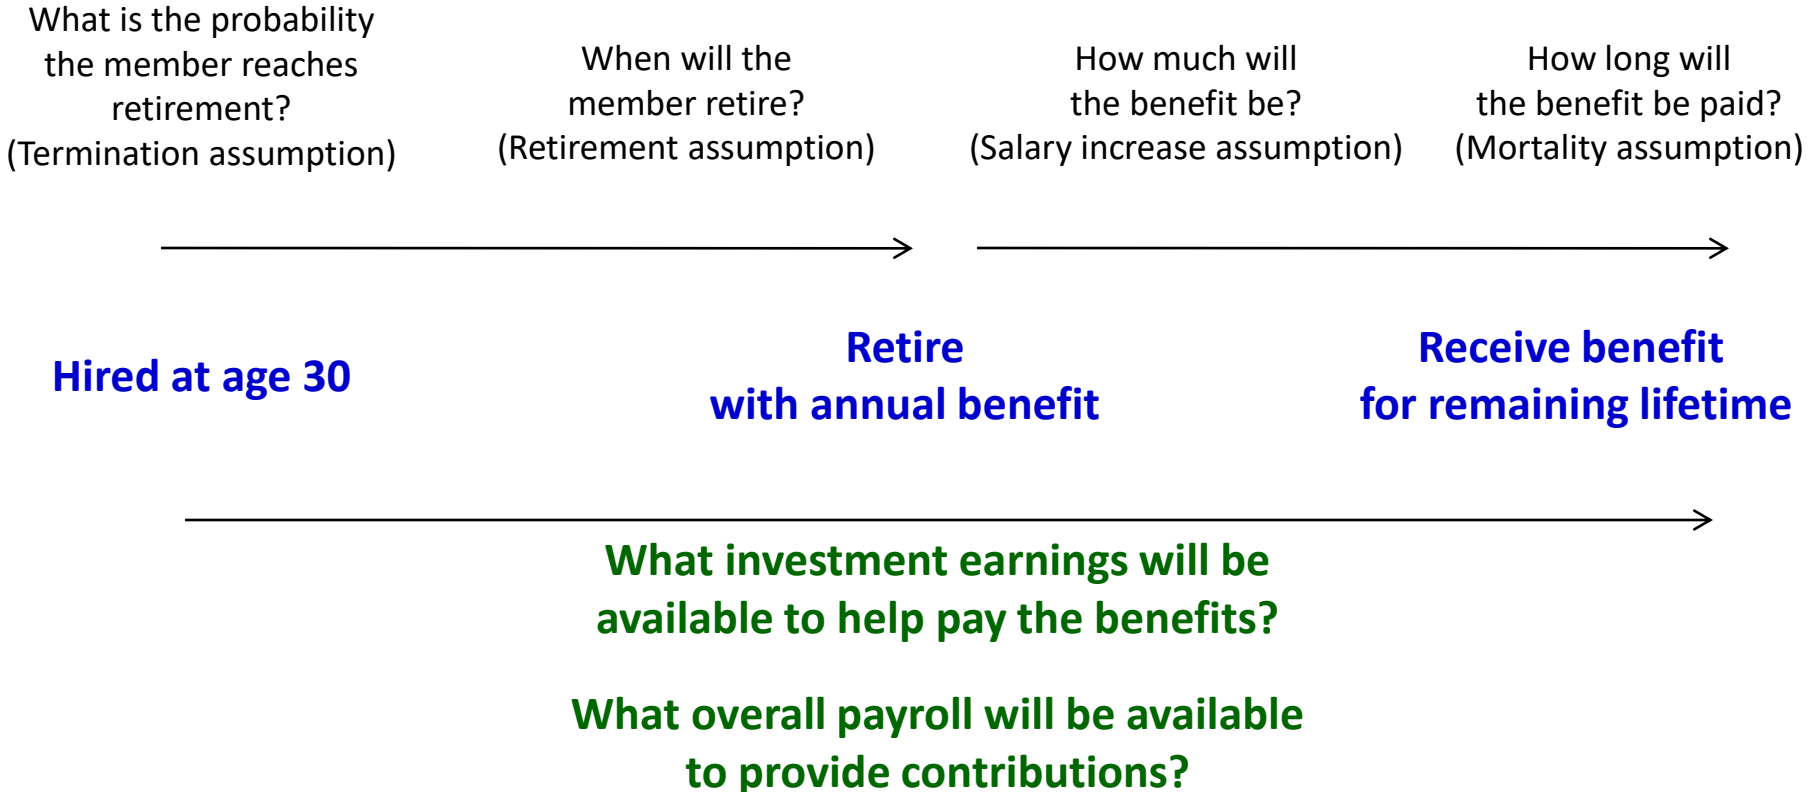 What is the probability
the member reaches
retirement?
(Termination assumption)
When will the
member retire?
(Retirement assumption)
How much will
the benefit be?
(Salary increase assumption)
How long will
the benefit be paid?
(Mortality assumption)
Hired at age 30
Retire
with annual benefit
Receive benefit
for remaining lifetime
What investment earnings will be
available to help pay the benefits?
What overall payroll will be available
to provide contributions?